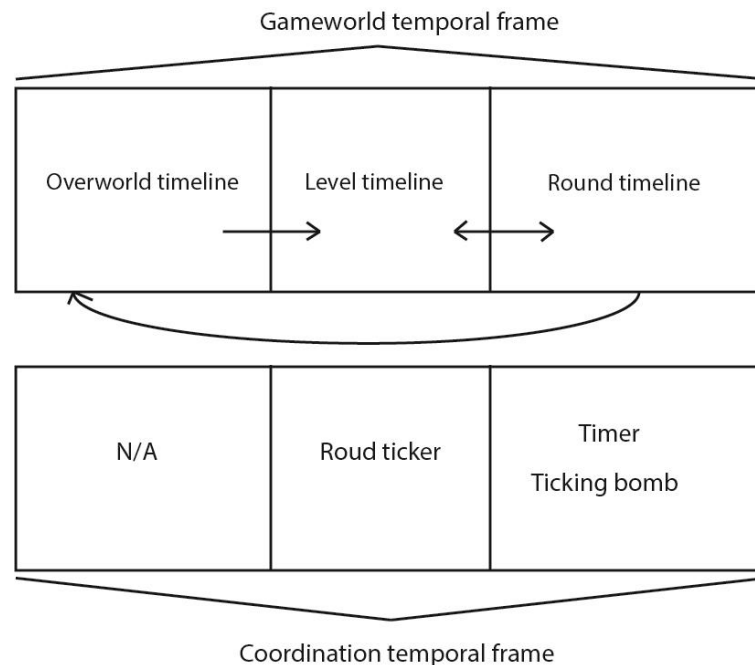 Gameworld temporal frame
Overworld timeline
Level timeline
Round timeline
N/A
Roud ticker
Timer
Ticking bomb
Coordination temporal frame